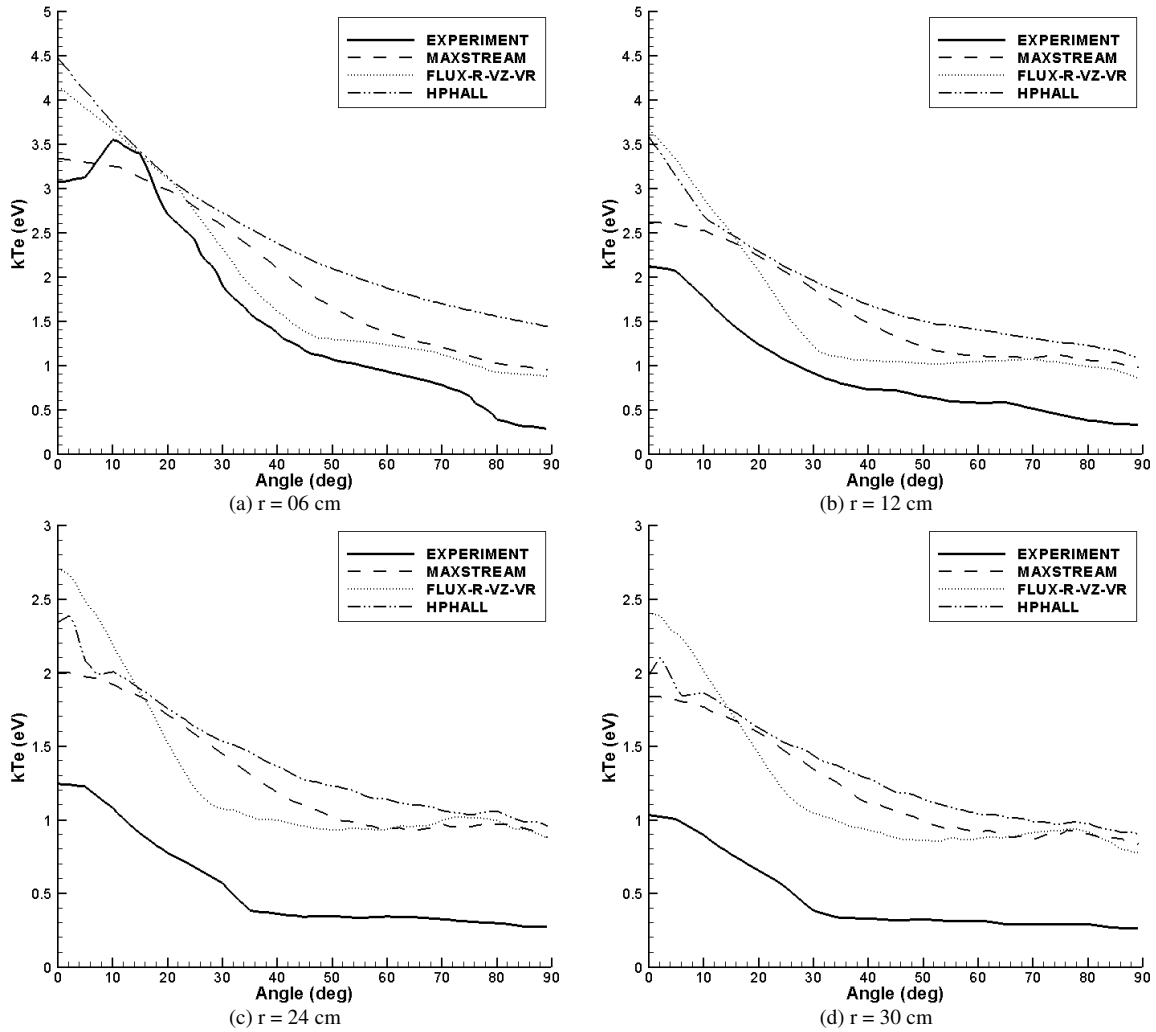 5
4.5
4
3.5
3
2.5
2
1.5
1
0.5
0
kTe (eV)
EXPERIMENT
MAXSTREAM
FLUX-R-VZ-VR
HPHALL
0 10 20 30 40 50 60 70 80 90
Angle (deg)
(a) r = 06 cm
5
4.5
4
3.5
3
2.5
2
1.5
1
0.5
0
kTe (eV)
EXPERIMENT
MAXSTREAM
FLUX-R-VZ-VR
HPHALL
0 10 20 30 40 50 60 70 80 90
Angle (deg)
(b) r = 12 cm
3
2.5
2
1.5
1
0.5
0
kTe (eV)
EXPERIMENT
MAXSTREAM
FLUX-R-VZ-VR
HPHALL
0 10 20 30 40 50 60 70 80 90
Angle (deg)
(c) r = 24 cm
3
2.5
2
1.5
1
0.5
0
kTe (eV)
EXPERIMENT
MAXSTREAM
FLUX-R-VZ-VR
HPHALL
0 10 20 30 40 50 60 70 80 90
Angle (deg)
(d) r = 30 cm